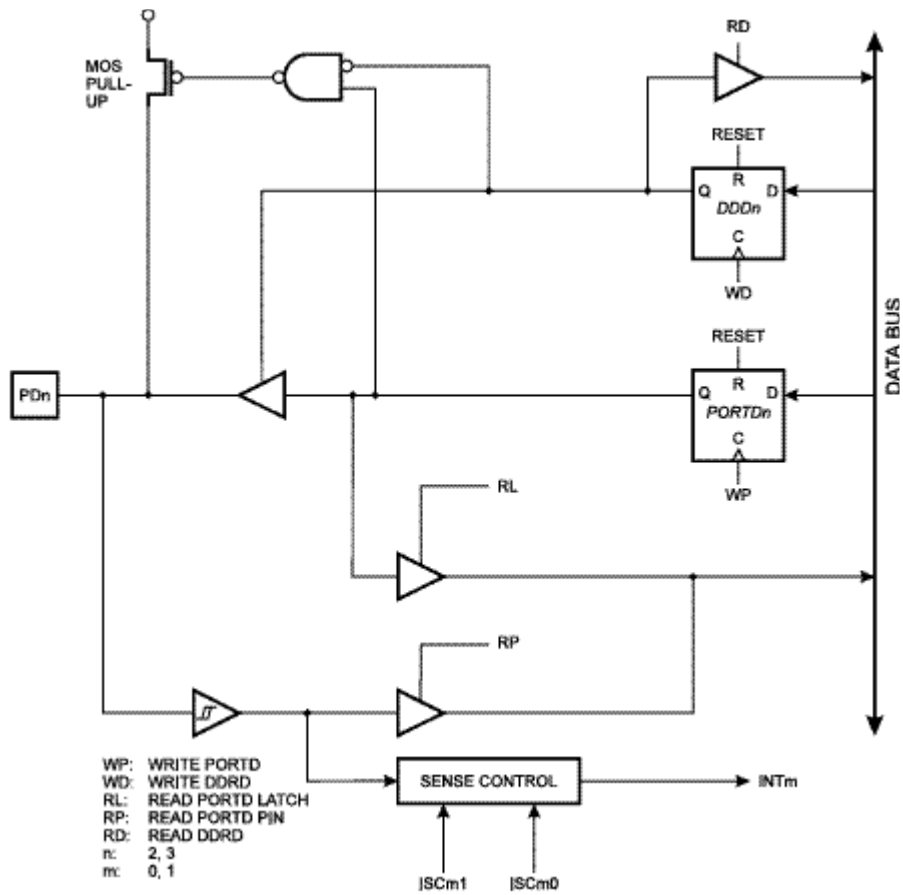 MOS
PULL-
UP
RD
RESET
R
Q
D
DDDn
C
WD
RESET
R
Q
D
PORTDn
C
WP
DATA BUS
PDn
RL
RP
SENSE CONTROL
INTm
ISCm1
ISCm0
WP: WRITE PORTD
WD: WRITE DDRD
RL: READ PORTD LATCH
RP: READ PORTD PIN
RD: READ DDRD
n: 2, 3
m: 0, 1